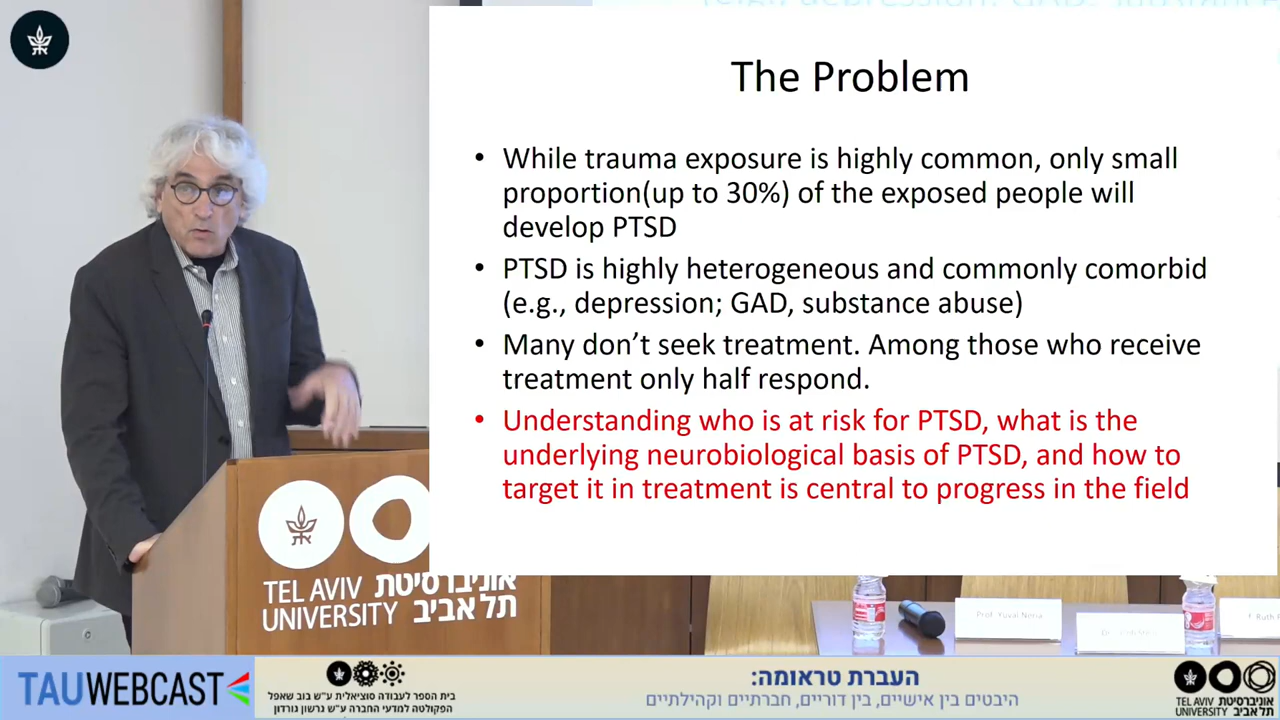 The Problem
• While trauma exposure is highly common, only small
proportion(up to 30%) of the exposed people will
develop PTSD
• PTSD is highly heterogeneous and commonly comorbid
(e.g., depression; GAD, substance abuse)
• Many don’t seek treatment. Among those who receive
treatment only half respond.
• Understanding who is at risk for PTSD, what is the
underlying neurobiological basis of PTSD, and how to
target it in treatment is central to progress in the field
TEL AVIV אוניברסיטת
UNIVERSITY תל אביב
Prof. Yuval Neria
Ruth
TAUWEBCAST
בית הספר לעבודה סוציאלית ע"ש בוב שאפל
הפקולטה למדעי החברה ע"ש גרשון גורדון
העברת טראומה:
היבטים בין אישיים, בין דוריים, חברתיים וקהילתיים
TEL AVIV אוניברסיטת
UNIVERSITY תל אביב